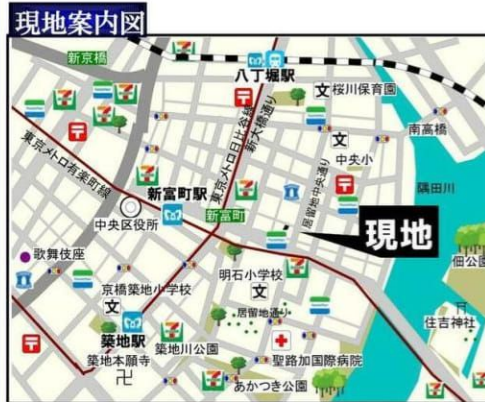 現地案内図
新京橋
八丁堀駅
桜川保育園
新大橋通り
東京メトロ日比谷線
南高橋
中央小
東京メトロ有楽町線
新富町駅
居留地中央通り
隅田川
中央区役所
新富町
現地
歌舞伎座
明石小学校
佃公園
京橋築地小学校
居留地通り
住吉神社
築地駅
築地川公園
聖路加国際病院
築地本願寺
あかつき公園